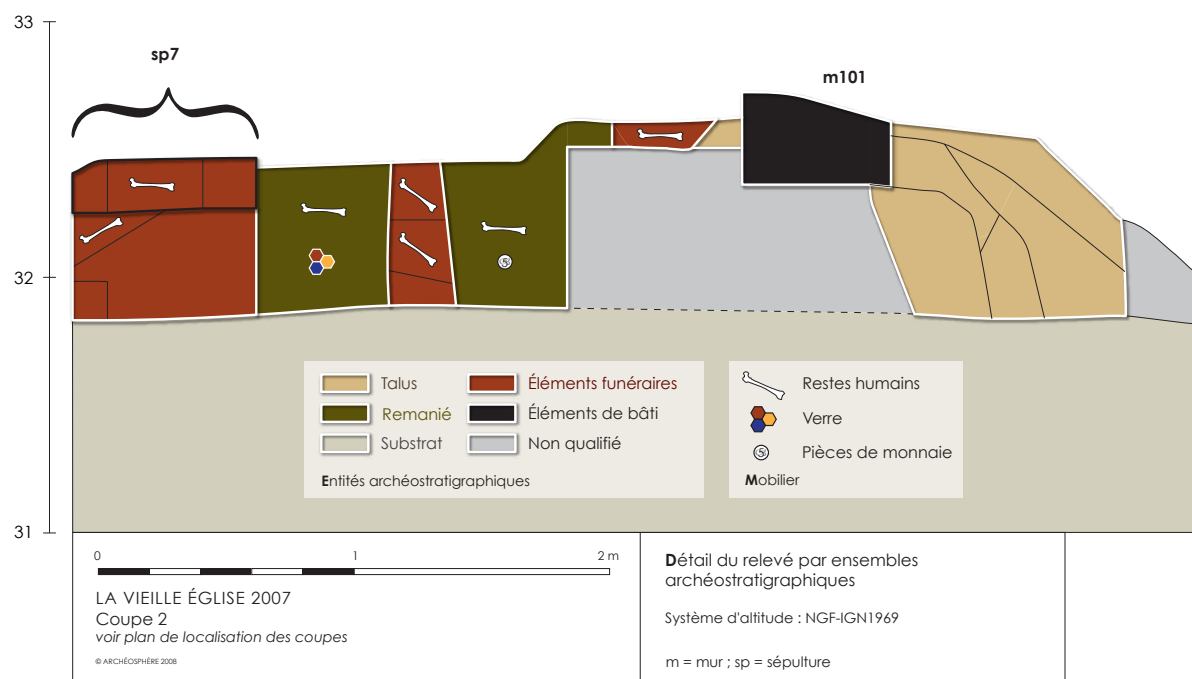 33
sp7
m101
32
Talus
Éléments funéraires
Remanié
Éléments de bâti
Substrat
Non qualifié
Entités archéostratigraphiques
Restes humains
Verre
5
Pièces de monnaie
Mobilier
31
0 1 2 m
LA VIEILLE ÉGLISE 2007
Coupe 2
voir plan de localisation des coupes
© ARCHÉOSPHÈRE 2008
Détail du relevé par ensembles
archéostratigraphiques
Système d'altitude : NGF-IGN1969
m = mur ; sp = sépulture